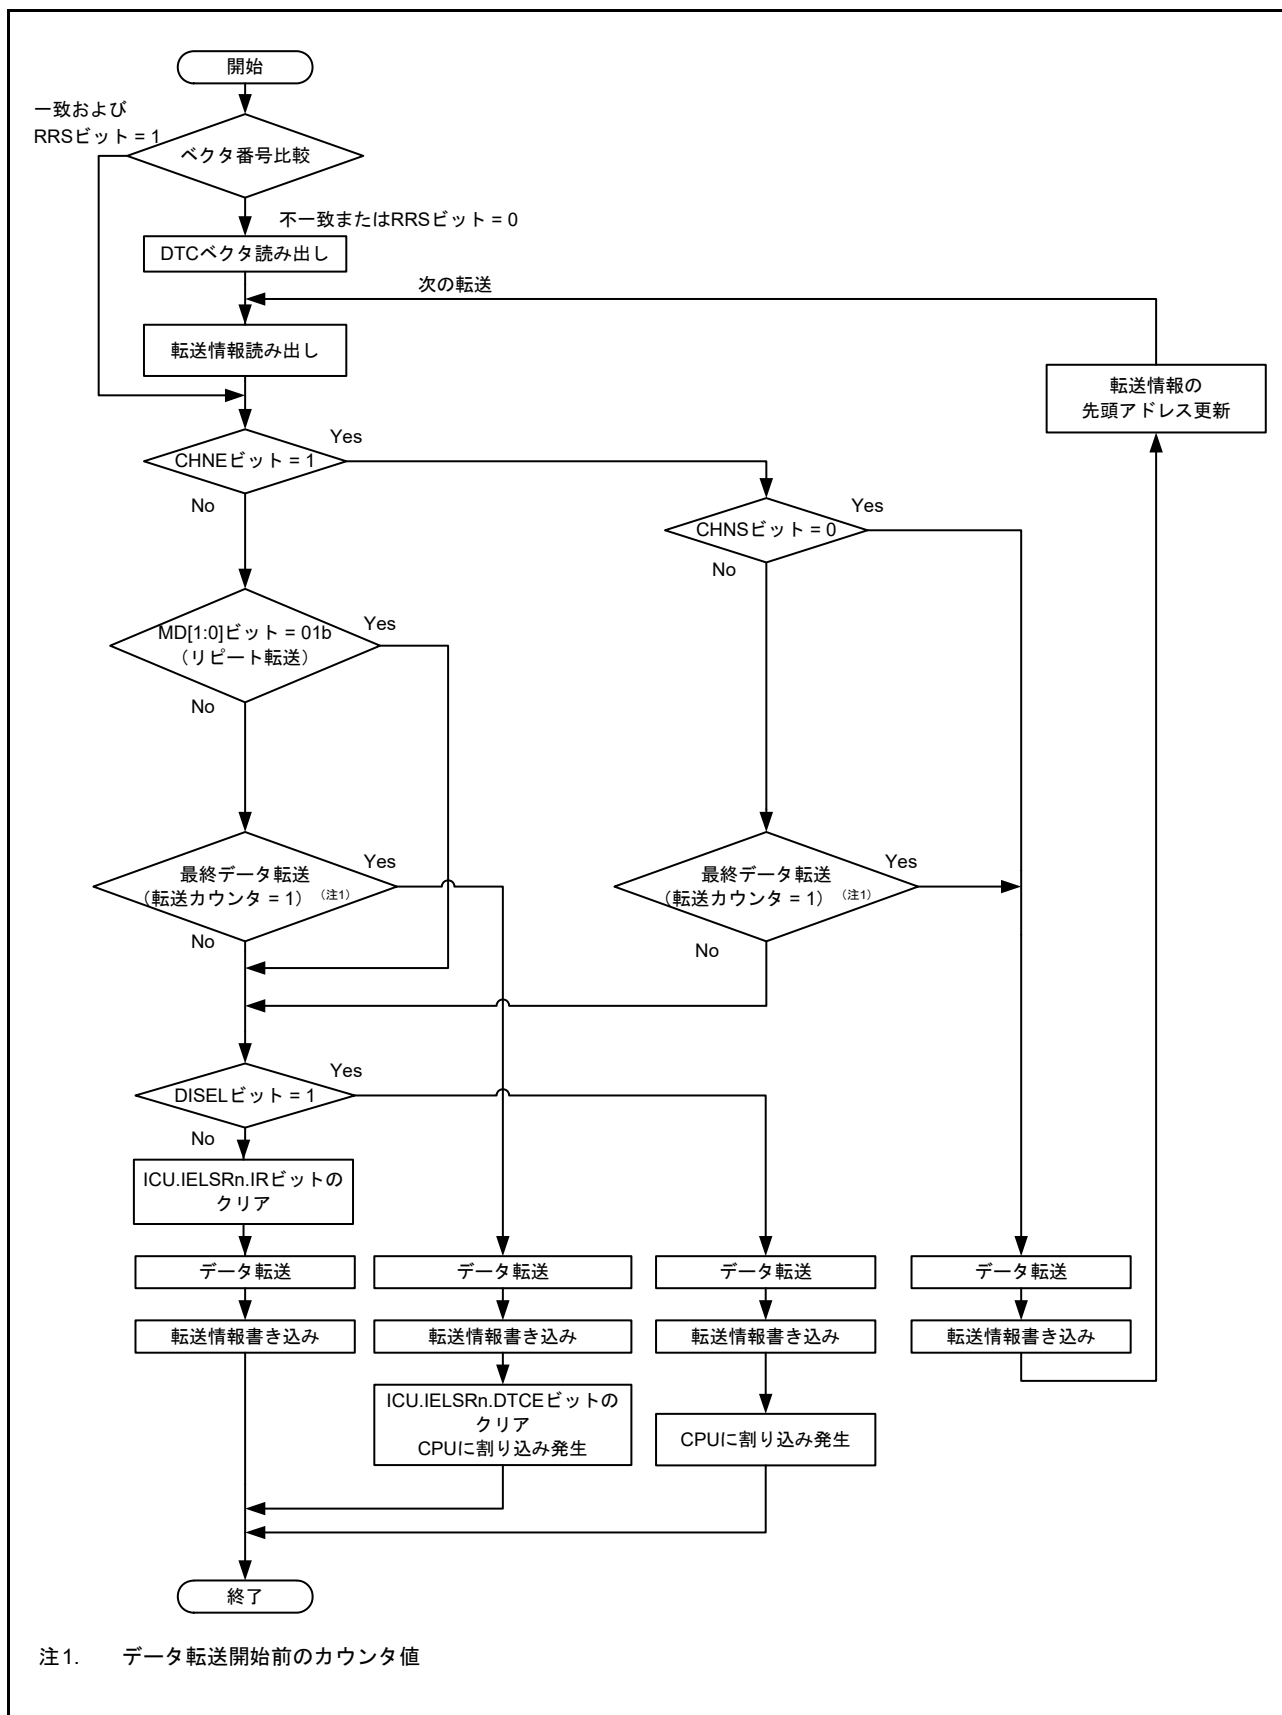 開始
一致および
RRSビット = 1
ベクタ番号比較
不一致またはRRSビット = 0
DTCベクタ読み出し
次の転送
転送情報読み出し
転送情報の
先頭アドレス更新
Yes
CHNEビット = 1
No
Yes
CHNSビット = 0
No
MD[1:0]ビット = 01b
(リピート転送)
Yes
No
最終データ転送
(転送カウンタ = 1) (注1)
Yes
No
最終データ転送
(転送カウンタ = 1) (注1)
Yes
No
Yes
DISELビット = 1
No
ICU.IELSRn.IRビットの
クリア
データ転送
データ転送
データ転送
データ転送
転送情報書き込み
転送情報書き込み
転送情報書き込み
転送情報書き込み
ICU.IELSRn.DTCEビットの
クリア
CPUに割り込み発生
CPUに割り込み発生
終了
注1. データ転送開始前のカウンタ値